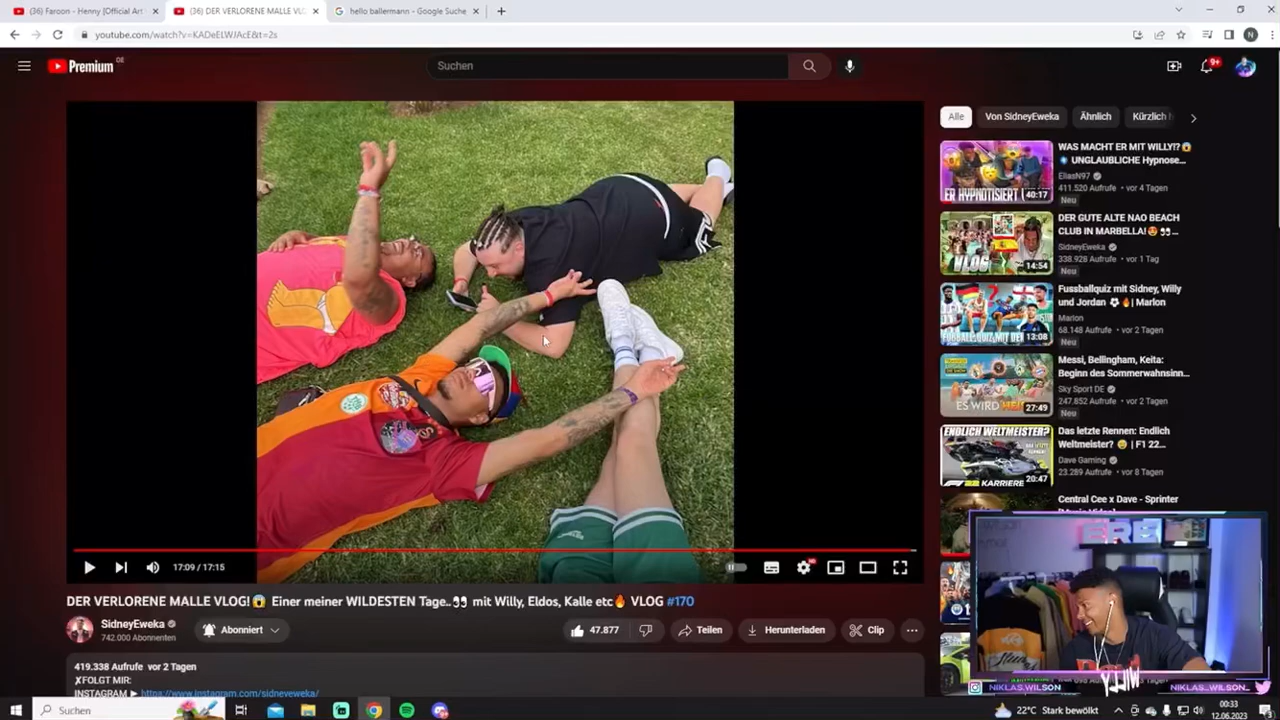 (36) Faroon - Henny [Official Art
(36) DER VERLORENE MALLE VLO
hello ballermann - Google Suche
youtube.com/watch?v=KADeELWJAcE&t=2s
Premium DE
Suchen
9+
Alle
Von SidneyEweka
Ähnlich
Kürzlich h
WAS MACHT ER MIT WILLY!?😱
UNGLAUBLICHE Hypnose...
EliasN97
411.520 Aufrufe • vor 4 Tagen
Neu
ER HYPNOTISIERT
40:17
DER GUTE ALTE NAO BEACH
CLUB IN MARBELLA!😍👀...
SidneyEweka
338.928 Aufrufe • vor 1 Tag
Neu
VLOG
14:54
Fussballquiz mit Sidney, Willy
und Jordan ⚽🔥| Marlon
Marlon
68.148 Aufrufe • vor 2 Tagen
Neu
13:08
Messi, Bellingham, Keita:
Beginn des Sommerwahnsinn...
Sky Sport DE
247.852 Aufrufe • vor 2 Tagen
Neu
ES WIRD
27:49
Das letzte Rennen: Endlich
Weltmeister? 😢 | F1 22...
Dave Gaming
23.289 Aufrufe • vor 8 Tagen
ENDLICH WELTMEISTER?
KARRIERE
20:47
Central Cee x Dave - Sprinter
[Music Video]
17:09 / 17:15
DER VERLORENE MALLE VLOG!😱 Einer meiner WILDESTEN Tage..👀 mit Willy, Eldos, Kalle etc🔥 VLOG #170
SidneyEweka
742.000 Abonnenten
Abonniert
47.877
Teilen
Herunterladen
Clip
419.338 Aufrufe vor 2 Tagen
✗FOLGT MIR:
INSTAGRAM ► https://www.instagram.com/sidneyeweka/
WILLY
NIKLAS.WILSON_
NIKLAS_WILSON_
Suchen
22°C Stark bewölkt
00:33
12.06.2023